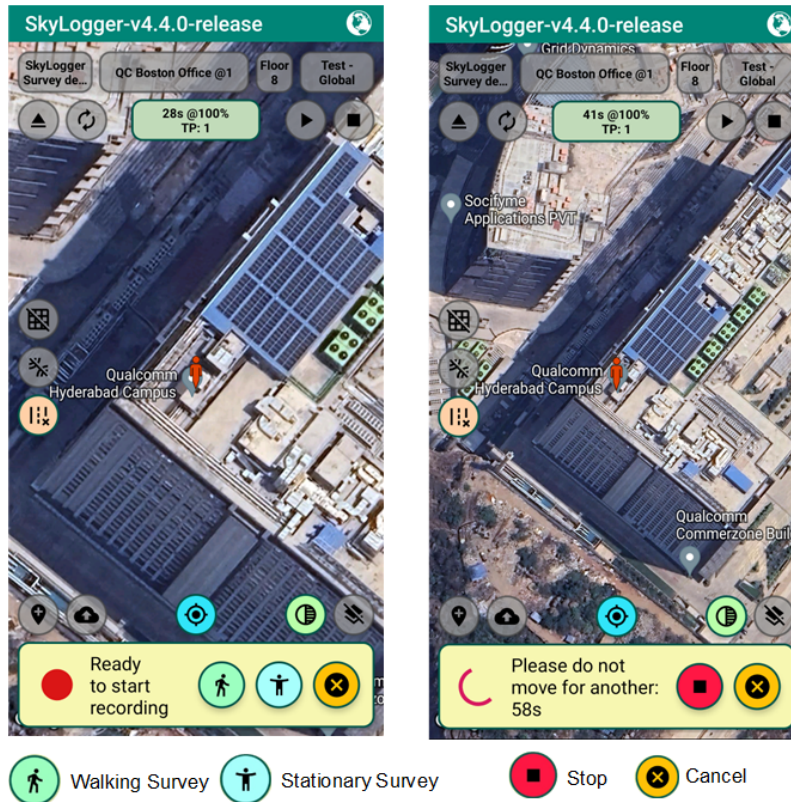 SkyLogger-v4.4.0-release
SkyLogger
Survey de...
QC Boston Office @1
Floor
8
Test -
Global
28s @100%
TP: 1
Qualcomm
Hyderabad Campus
Ready
to start
recording
SkyLogger-v4.4.0-release
Grid Dynamics
SkyLogger
Survey de...
QC Boston Office @1
Floor
8
Test -
Global
41s @100%
TP: 1
Socifyme
Applications PVT
Qualcomm
Hyderabad Campus
Qualcomm
Commerzone Buil
Please do not
move for another:
58s
Walking Survey
Stationary Survey
Stop
Cancel